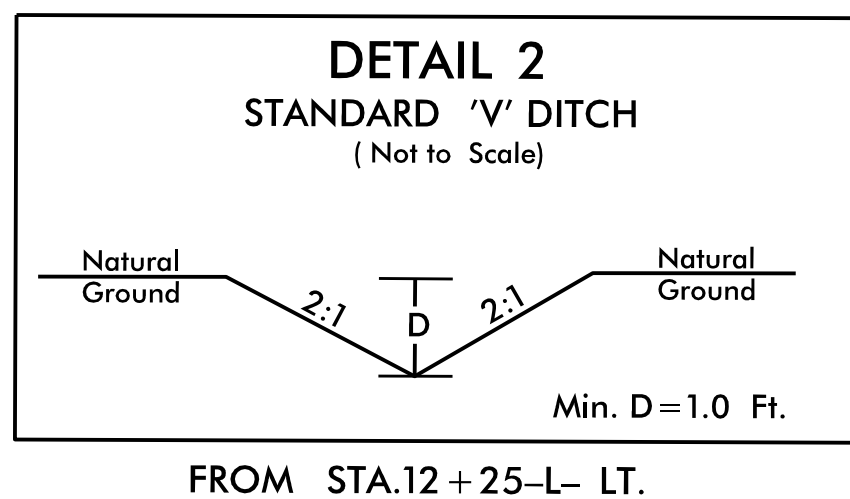 DETAIL 2
STANDARD 'V' DITCH
( Not to Scale)
Natural
Ground
2:1
D
2:1
Natural
Ground
Min. D=1.0 Ft.
FROM STA.12+25-L- LT.